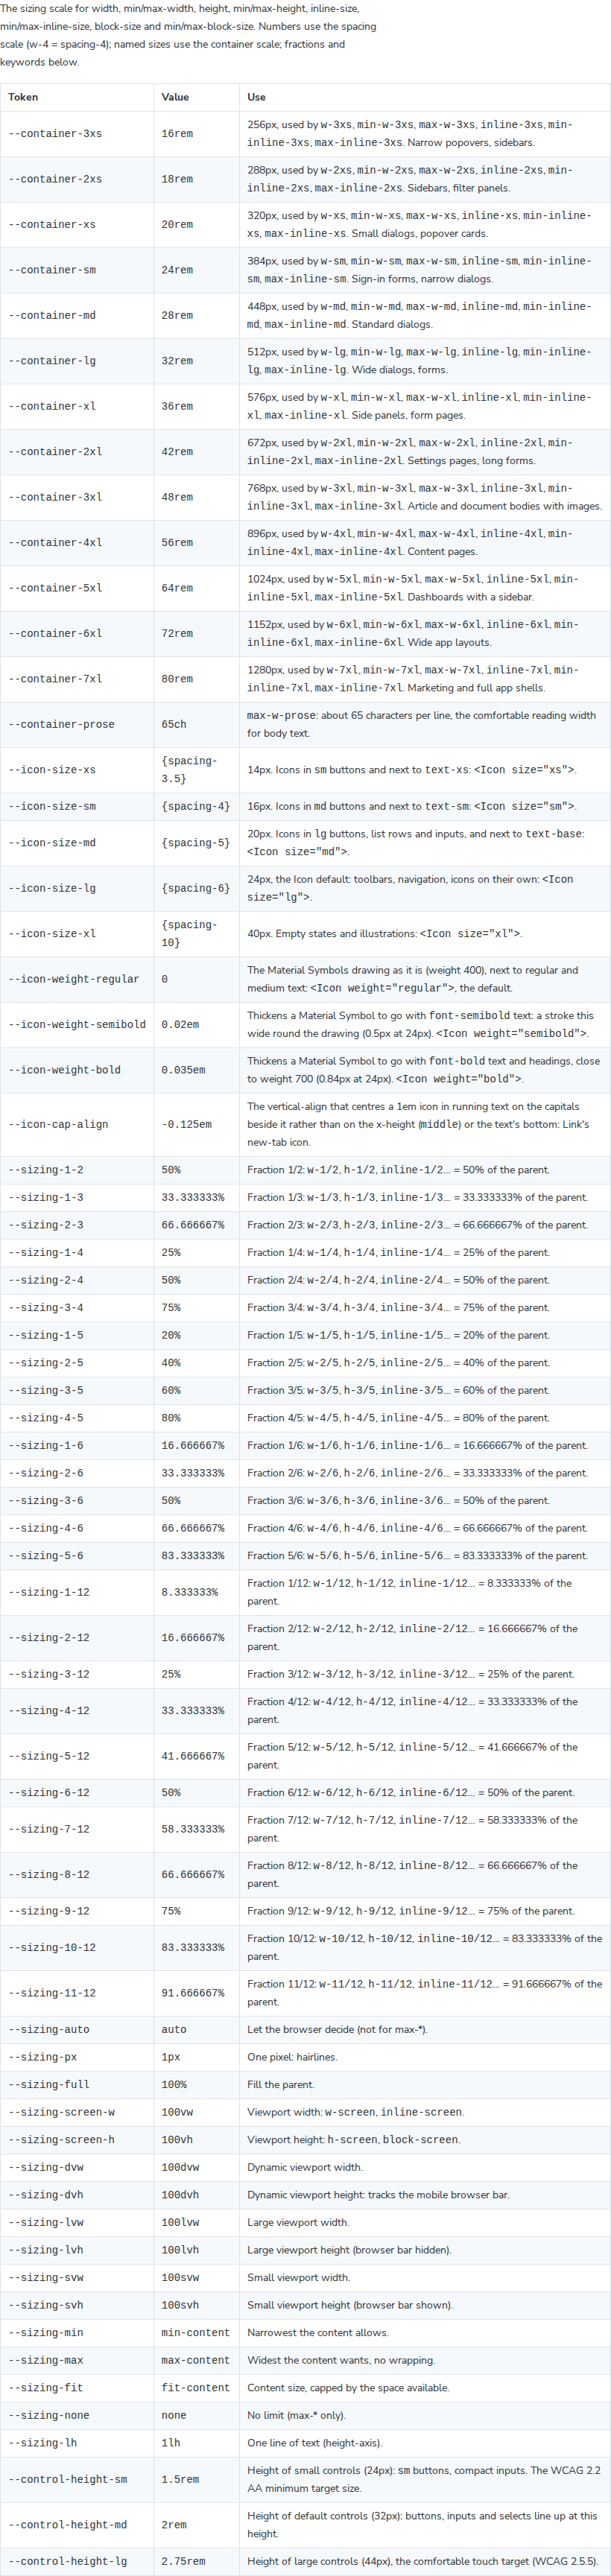 The sizing scale for width, min/max-width, height, min/max-height, inline-size,
min/max-inline-size, block-size and min/max-block-size. Numbers use the spacing
scale (w-4 = spacing-4); named sizes use the container scale; fractions and
keywords below.
Token Value Use
--container-3xs 16rem 256px, used by w-3xs, min-w-3xs, max-w-3xs, inline-3xs, min-
inline-3xs, max-inline-3xs. Narrow popovers, sidebars.
--container-2xs 18rem 288px, used by w-2xs, min-w-2xs, max-w-2xs, inline-2xs, min-
inline-2xs, max-inline-2xs. Sidebars, filter panels.
--container-xs 20rem 320px, used by w-xs, min-w-xs, max-w-xs, inline-xs, min-inline-
xs, max-inline-xs. Small dialogs, popover cards.
--container-sm 24rem 384px, used by w-sm, min-w-sm, max-w-sm, inline-sm, min-inline-
sm, max-inline-sm. Sign-in forms, narrow dialogs.
--container-md 28rem 448px, used by w-md, min-w-md, max-w-md, inline-md, min-inline-
md, max-inline-md. Standard dialogs.
--container-lg 32rem 512px, used by w-lg, min-w-lg, max-w-lg, inline-lg, min-inline-
lg, max-inline-lg. Wide dialogs, forms.
--container-xl 36rem 576px, used by w-xl, min-w-xl, max-w-xl, inline-xl, min-inline-
xl, max-inline-xl. Side panels, form pages.
--container-2xl 42rem 672px, used by w-2xl, min-w-2xl, max-w-2xl, inline-2xl, min-
inline-2xl, max-inline-2xl. Settings pages, long forms.
--container-3xl 48rem 768px, used by w-3xl, min-w-3xl, max-w-3xl, inline-3xl, min-
inline-3xl, max-inline-3xl. Article and document bodies with images.
--container-4xl 56rem 896px, used by w-4xl, min-w-4xl, max-w-4xl, inline-4xl, min-
inline-4xl, max-inline-4xl. Content pages.
--container-5xl 64rem 1024px, used by w-5xl, min-w-5xl, max-w-5xl, inline-5xl, min-
inline-5xl, max-inline-5xl. Dashboards with a sidebar.
--container-6xl 72rem 1152px, used by w-6xl, min-w-6xl, max-w-6xl, inline-6xl, min-
inline-6xl, max-inline-6xl. Wide app layouts.
--container-7xl 80rem 1280px, used by w-7xl, min-w-7xl, max-w-7xl, inline-7xl, min-
inline-7xl, max-inline-7xl. Marketing and full app shells.
--container-prose 65ch max-w-prose: about 65 characters per line, the comfortable reading width
for body text.
--icon-size-xs {spacing-
3.5} 14px. Icons in sm buttons and next to text-xs: <Icon size="xs">.
--icon-size-sm {spacing-4} 16px. Icons in md buttons and next to text-sm: <Icon size="sm">.
--icon-size-md {spacing-5} 20px. Icons in lg buttons, list rows and inputs, and next to text-base:
<Icon size="md">.
--icon-size-lg {spacing-6} 24px, the Icon default: toolbars, navigation, icons on their own: <Icon
size="lg">.
--icon-size-xl {spacing-
10} 40px. Empty states and illustrations: <Icon size="xl">.
--icon-weight-regular 0 The Material Symbols drawing as it is (weight 400), next to regular and
medium text: <Icon weight="regular">, the default.
--icon-weight-semibold 0.02em Thickens a Material Symbol to go with font-semibold text: a stroke this
wide round the drawing (0.5px at 24px). <Icon weight="semibold">.
--icon-weight-bold 0.035em Thickens a Material Symbol to go with font-bold text and headings, close
to weight 700 (0.84px at 24px). <Icon weight="bold">.
--icon-cap-align -0.125em The vertical-align that centres a 1em icon in running text on the capitals
beside it rather than on the x-height (middle) or the text's bottom: Link's
new-tab icon.
--sizing-1-2 50% Fraction 1/2: w-1/2, h-1/2, inline-1/2... = 50% of the parent.
--sizing-1-3 33.333333% Fraction 1/3: w-1/3, h-1/3, inline-1/3... = 33.333333% of the parent.
--sizing-2-3 66.666667% Fraction 2/3: w-2/3, h-2/3, inline-2/3... = 66.666667% of the parent.
--sizing-1-4 25% Fraction 1/4: w-1/4, h-1/4, inline-1/4... = 25% of the parent.
--sizing-2-4 50% Fraction 2/4: w-2/4, h-2/4, inline-2/4... = 50% of the parent.
--sizing-3-4 75% Fraction 3/4: w-3/4, h-3/4, inline-3/4... = 75% of the parent.
--sizing-1-5 20% Fraction 1/5: w-1/5, h-1/5, inline-1/5... = 20% of the parent.
--sizing-2-5 40% Fraction 2/5: w-2/5, h-2/5, inline-2/5... = 40% of the parent.
--sizing-3-5 60% Fraction 3/5: w-3/5, h-3/5, inline-3/5... = 60% of the parent.
--sizing-4-5 80% Fraction 4/5: w-4/5, h-4/5, inline-4/5... = 80% of the parent.
--sizing-1-6 16.666667% Fraction 1/6: w-1/6, h-1/6, inline-1/6... = 16.666667% of the parent.
--sizing-2-6 33.333333% Fraction 2/6: w-2/6, h-2/6, inline-2/6... = 33.333333% of the parent.
--sizing-3-6 50% Fraction 3/6: w-3/6, h-3/6, inline-3/6... = 50% of the parent.
--sizing-4-6 66.666667% Fraction 4/6: w-4/6, h-4/6, inline-4/6... = 66.666667% of the parent.
--sizing-5-6 83.333333% Fraction 5/6: w-5/6, h-5/6, inline-5/6... = 83.333333% of the parent.
--sizing-1-12 8.333333% Fraction 1/12: w-1/12, h-1/12, inline-1/12... = 8.333333% of the
parent.
--sizing-2-12 16.666667% Fraction 2/12: w-2/12, h-2/12, inline-2/12... = 16.666667% of the
parent.
--sizing-3-12 25% Fraction 3/12: w-3/12, h-3/12, inline-3/12... = 25% of the parent.
--sizing-4-12 33.333333% Fraction 4/12: w-4/12, h-4/12, inline-4/12... = 33.333333% of the
parent.
--sizing-5-12 41.666667% Fraction 5/12: w-5/12, h-5/12, inline-5/12... = 41.666667% of the
parent.
--sizing-6-12 50% Fraction 6/12: w-6/12, h-6/12, inline-6/12... = 50% of the parent.
--sizing-7-12 58.333333% Fraction 7/12: w-7/12, h-7/12, inline-7/12... = 58.333333% of the
parent.
--sizing-8-12 66.666667% Fraction 8/12: w-8/12, h-8/12, inline-8/12... = 66.666667% of the
parent.
--sizing-9-12 75% Fraction 9/12: w-9/12, h-9/12, inline-9/12... = 75% of the parent.
--sizing-10-12 83.333333% Fraction 10/12: w-10/12, h-10/12, inline-10/12... = 83.333333% of the
parent.
--sizing-11-12 91.666667% Fraction 11/12: w-11/12, h-11/12, inline-11/12... = 91.666667% of the
parent.
--sizing-auto auto Let the browser decide (not for max-*).
--sizing-px 1px One pixel: hairlines.
--sizing-full 100% Fill the parent.
--sizing-screen-w 100vw Viewport width: w-screen, inline-screen.
--sizing-screen-h 100vh Viewport height: h-screen, block-screen.
--sizing-dvw 100dvw Dynamic viewport width.
--sizing-dvh 100dvh Dynamic viewport height: tracks the mobile browser bar.
--sizing-lvw 100lvw Large viewport width.
--sizing-lvh 100lvh Large viewport height (browser bar hidden).
--sizing-svw 100svw Small viewport width.
--sizing-svh 100svh Small viewport height (browser bar shown).
--sizing-min min-content Narrowest the content allows.
--sizing-max max-content Widest the content wants, no wrapping.
--sizing-fit fit-content Content size, capped by the space available.
--sizing-none none No limit (max-* only).
--sizing-lh 1lh One line of text (height-axis).
--control-height-sm 1.5rem Height of small controls (24px): sm buttons, compact inputs. The WCAG 2.2
AA minimum target size.
--control-height-md 2rem Height of default controls (32px): buttons, inputs and selects line up at this
height.
--control-height-lg 2.75rem Height of large controls (44px), the comfortable touch target (WCAG 2.5.5).